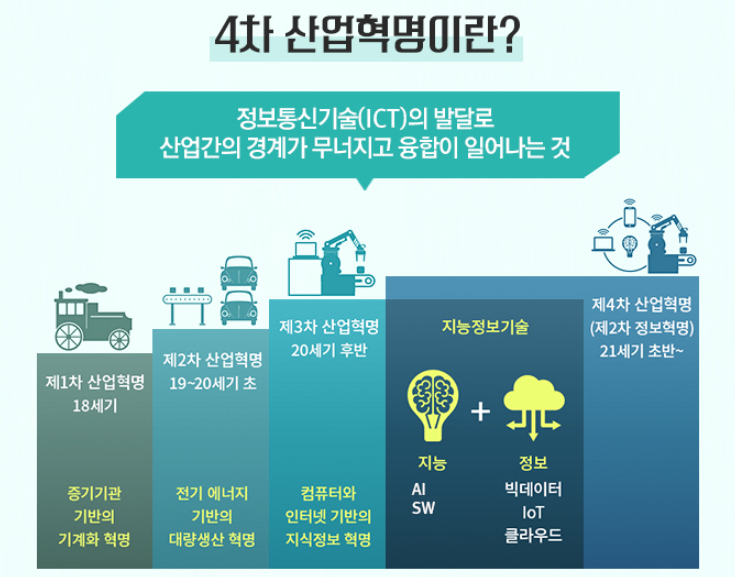 4차 산업혁명이란?
정보통신기술(ICT)의 발달로
산업간의 경계가 무너지고 융합이 일어나는 것
제1차 산업혁명
18세기
증기기관
기반의
기계화 혁명
제2차 산업혁명
19~20세기 초
전기 에너지
기반의
대량생산 혁명
제3차 산업혁명
20세기 후반
컴퓨터와
인터넷 기반의
지식정보 혁명
지능정보기술
+
지능
AI
SW
정보
빅데이터
IoT
클라우드
제4차 산업혁명
(제2차 정보혁명)
21세기 초반~